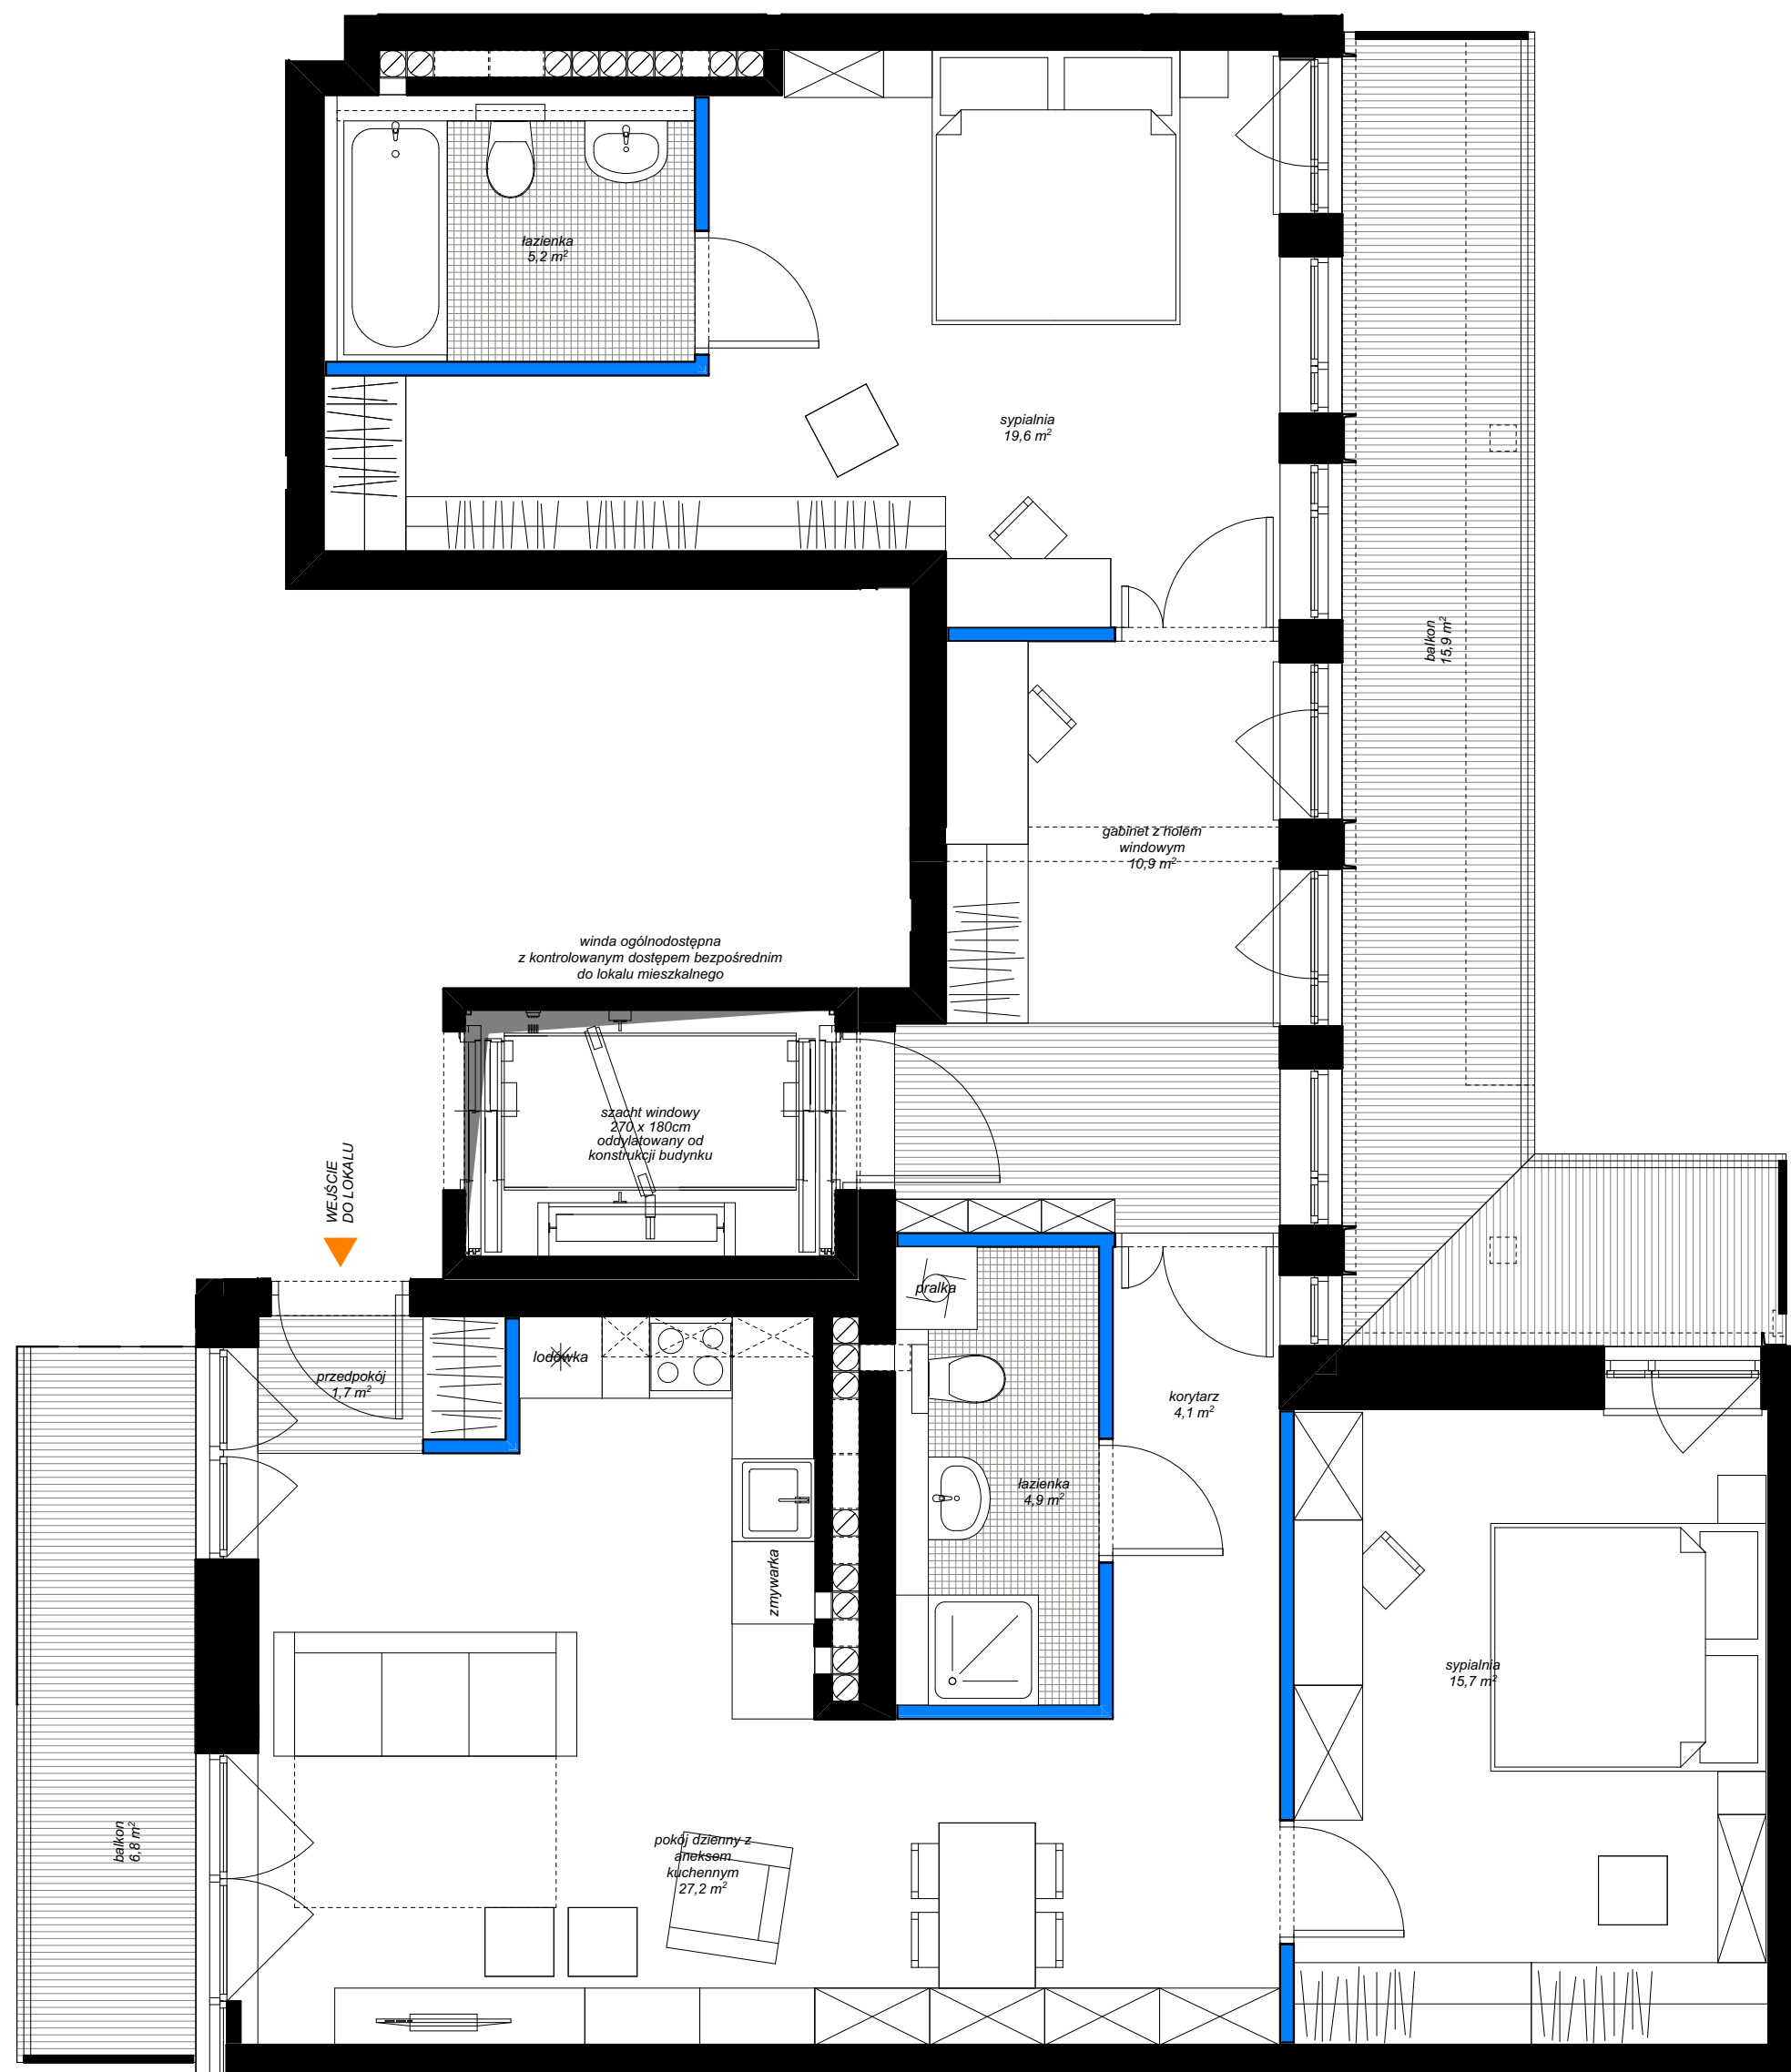 łazienka
5,2 m²
sypialnia
19,6 m²
balkon
15,9 m²
gabinet z holem
windowym
10,9 m²
winda ogólnodostępna
z kontrolowanym dostępem bezpośrednim
do lokalu mieszkalnego
szacht windowy
270 x 180cm
oddylatowany od
konstrukcji budynku
WEJŚCIE
DO LOKALU
pralka
lodówka
przedpokój
1,7 m²
korytarz
4,1 m²
łazienka
4,9 m²
zmywarka
sypialnia
15,7 m²
balkon
6,8 m²
pokój dzienny z
aneksem
kuchennym
27,2 m²